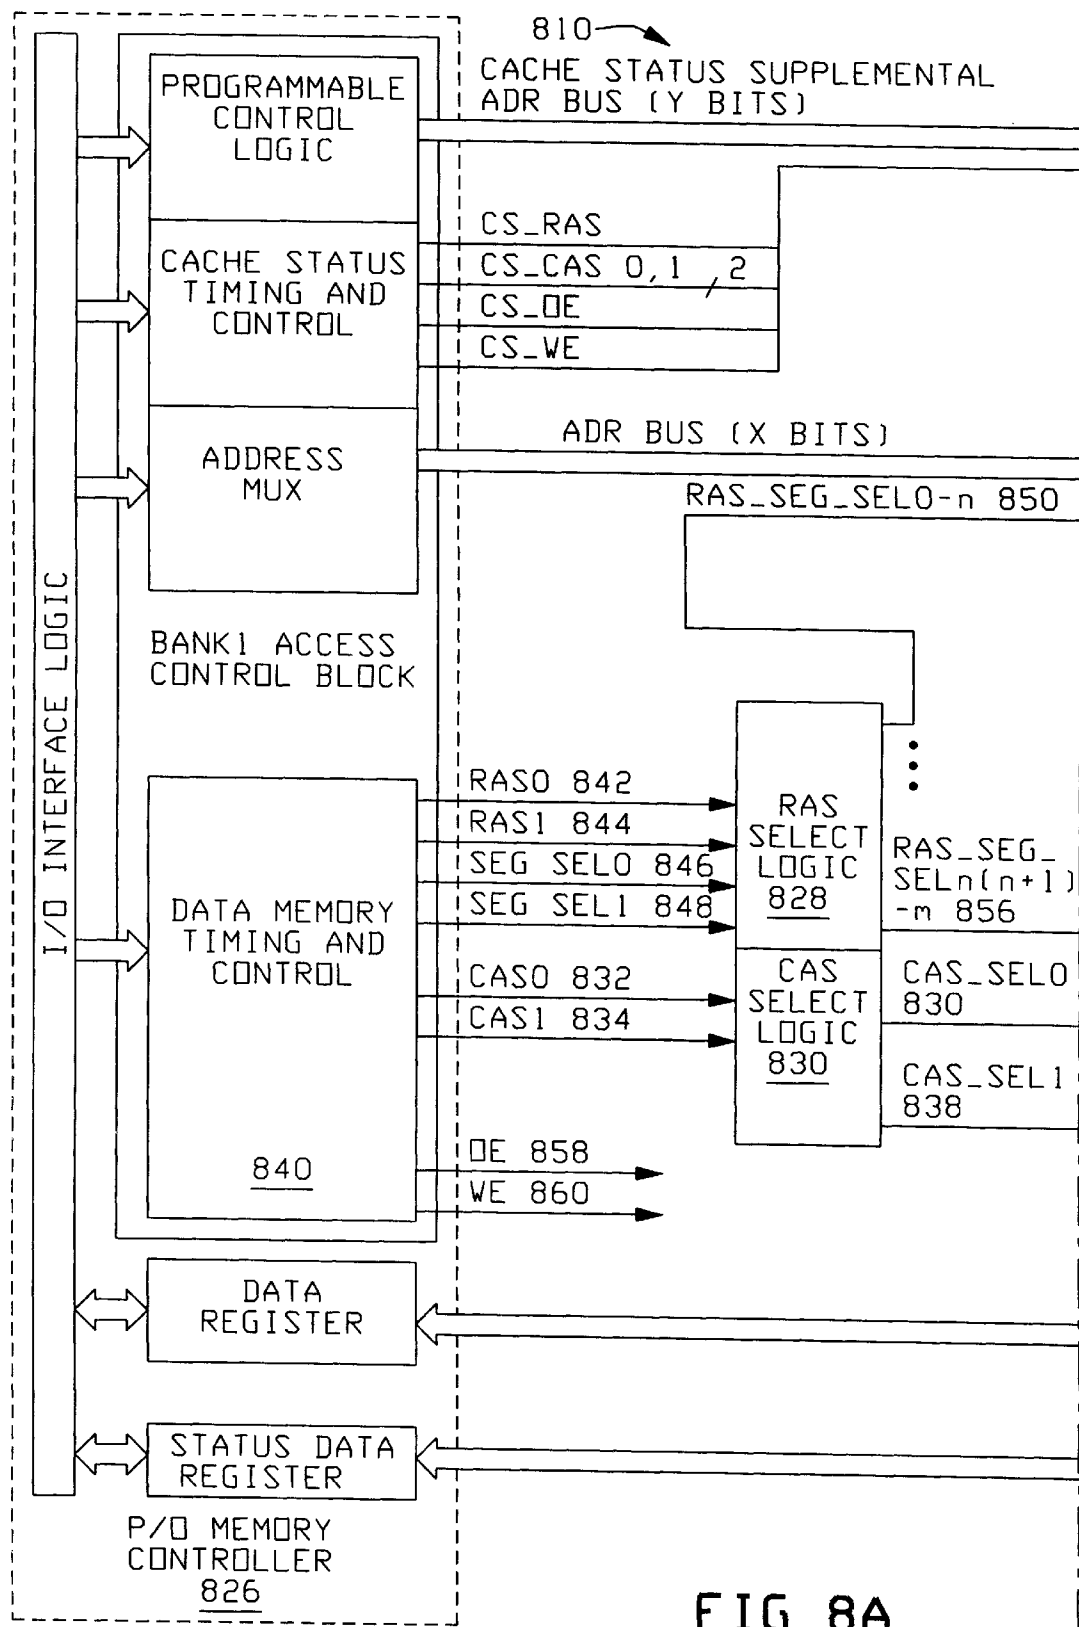 810
CACHE STATUS SUPPLEMENTAL
ADR BUS (Y BITS)
PROGRAMMABLE
CONTROL
LOGIC
CS_RAS
CS_CAS 0,1 ,2
CS_OE
CS_WE
CACHE STATUS
TIMING AND
CONTROL
ADR BUS (X BITS)
ADDRESS
MUX
RAS_SEG_SEL0-n 850
I/O INTERFACE LOGIC
BANK1 ACCESS
CONTROL BLOCK
RAS0 842
RAS1 844
SEG SEL0 846
SEG SEL1 848
CAS0 832
CAS1 834
RAS
SELECT
LOGIC
828
RAS_SEG_
SELn(n+1)
-m 856
DATA MEMORY
TIMING AND
CONTROL
840
CAS
SELECT
LOGIC
830
CAS_SEL0
830
CAS_SEL1
838
OE 858
WE 860
DATA
REGISTER
STATUS DATA
REGISTER
P/O MEMORY
CONTROLLER
826
FIG 8A